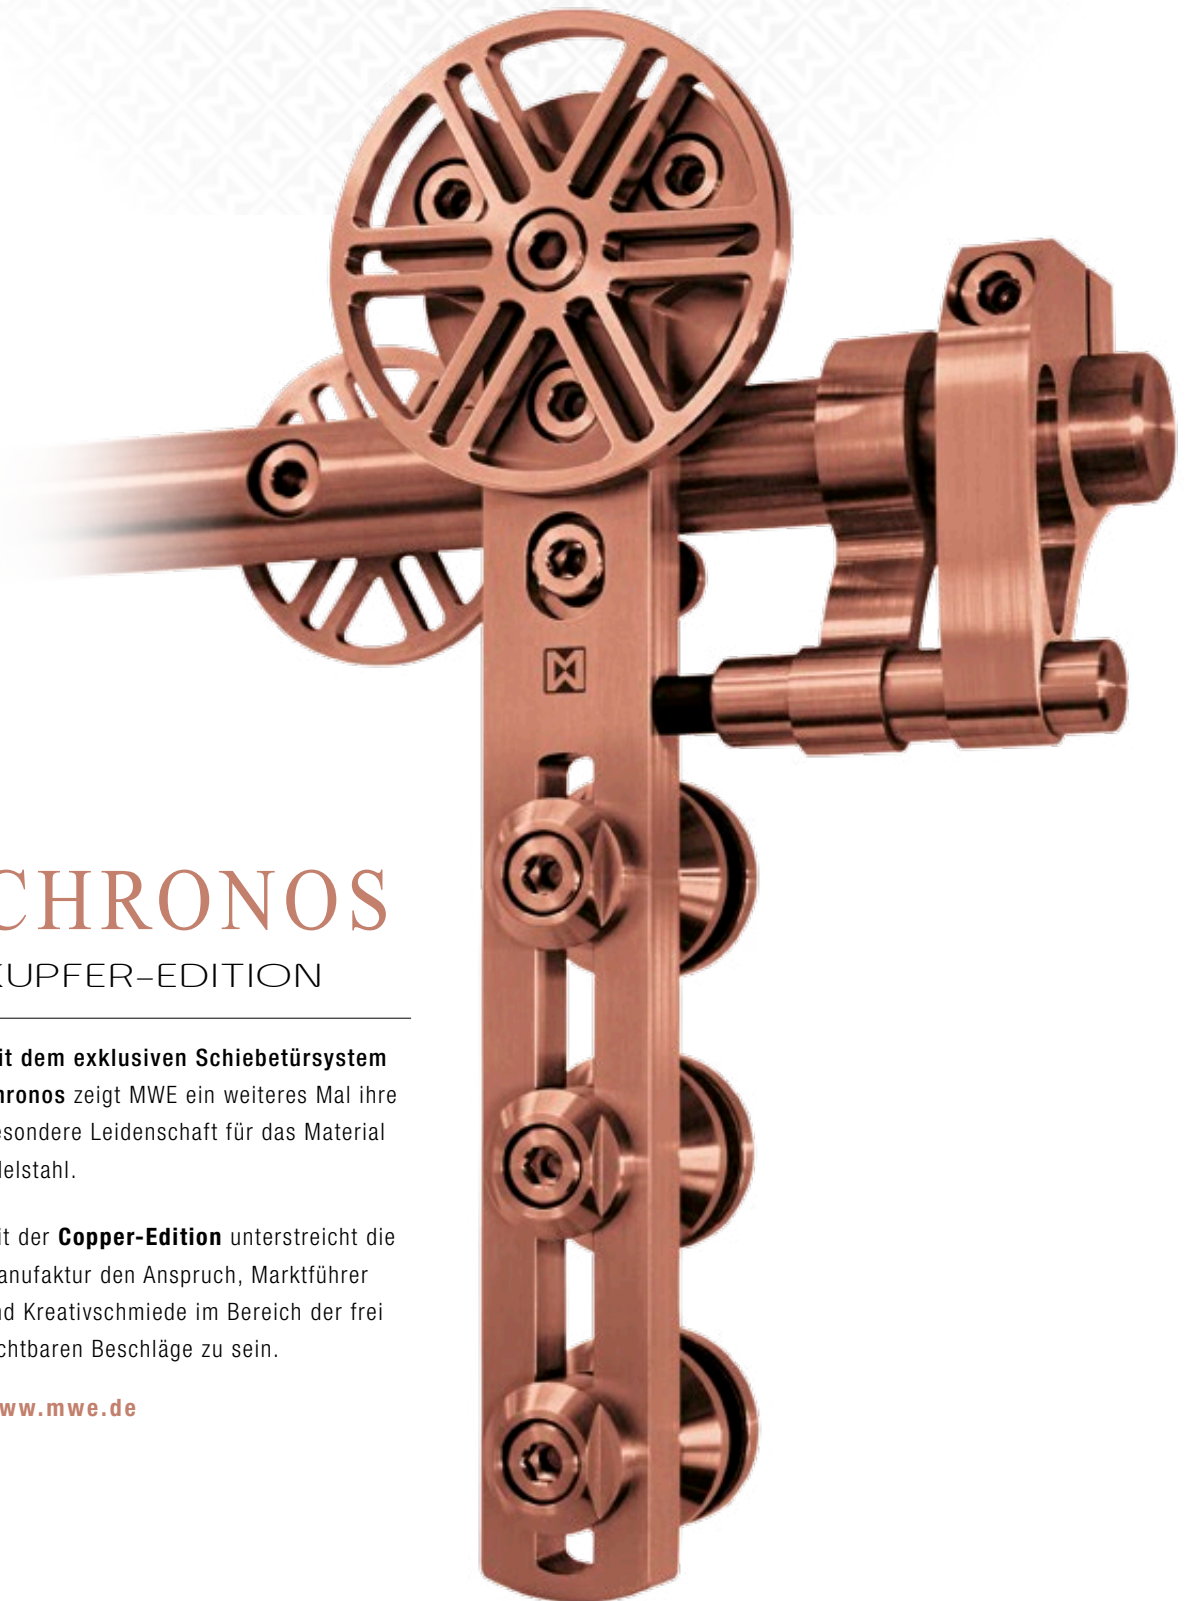 CHRONOS
KUPFER-EDITION
it dem exklusiven Schiebetürsystem
hronos zeigt MWE ein weiteres Mal ihre
esondere Leidenschaft für das Material
delstahl.
it der Copper-Edition unterstreicht die
anufaktur den Anspruch, Marktführer
nd Kreativschmiede im Bereich der frei
chtbaren Beschläge zu sein.
ww.mwe.de